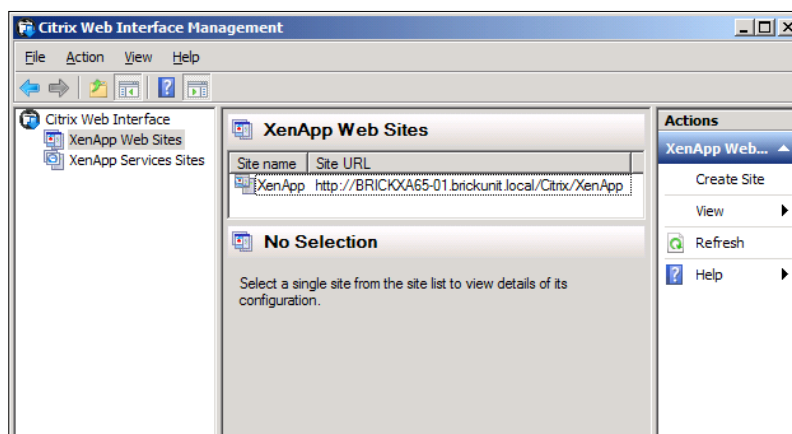 Citrix Web Interface Management
File Action View Help
Citrix Web Interface
XenApp Web Sites
XenApp Services Sites
XenApp Web Sites
Site name Site URL
XenApp http://BRICKXA65-01.brickunit.local/Citrix/XenApp
No Selection
Select a single site from the site list to view details of its
configuration.
Actions
XenApp Web...
Create Site
View
Refresh
Help